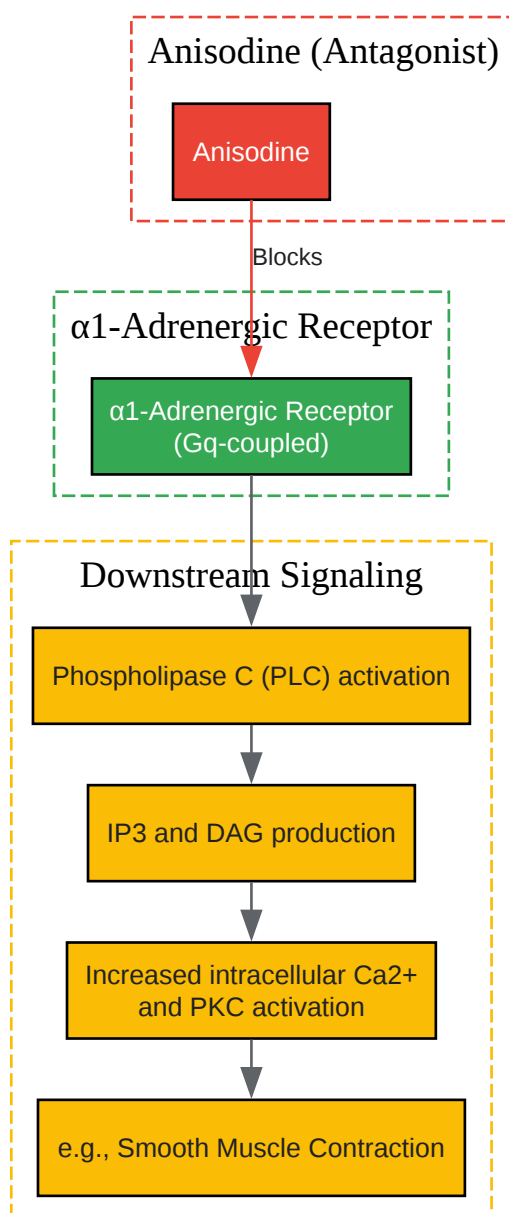 Anisodine (Antagonist)
Anisodine
Blocks
α1-Adrenergic Receptor
α1-Adrenergic Receptor
(Gq-coupled)
Downstream Signaling
Phospholipase C (PLC) activation
IP3 and DAG production
Increased intracellular Ca2+
and PKC activation
e.g., Smooth Muscle Contraction